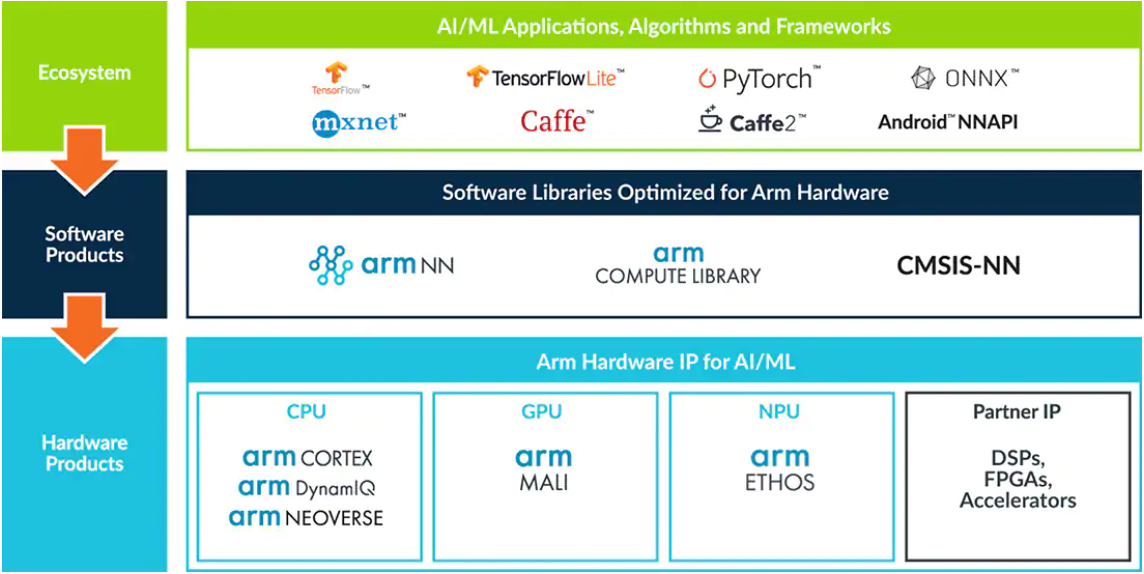 AI/ML Applications, Algorithms and Frameworks
Ecosystem
TensorFlow™
TensorFlow Lite™
PyTorch™
ONNX™
mxnet™
Caffe™
Caffe2™
Android™ NNAPI
Software Libraries Optimized for Arm Hardware
Software
Products
arm NN
arm
COMPUTE LIBRARY
CMSIS-NN
Arm Hardware IP for AI/ML
Hardware
Products
CPU
arm CORTEX
arm DynamIQ
arm NEOVERSE
GPU
arm
MALI
NPU
arm
ETHOS
Partner IP
DSPs,
FPGAs,
Accelerators